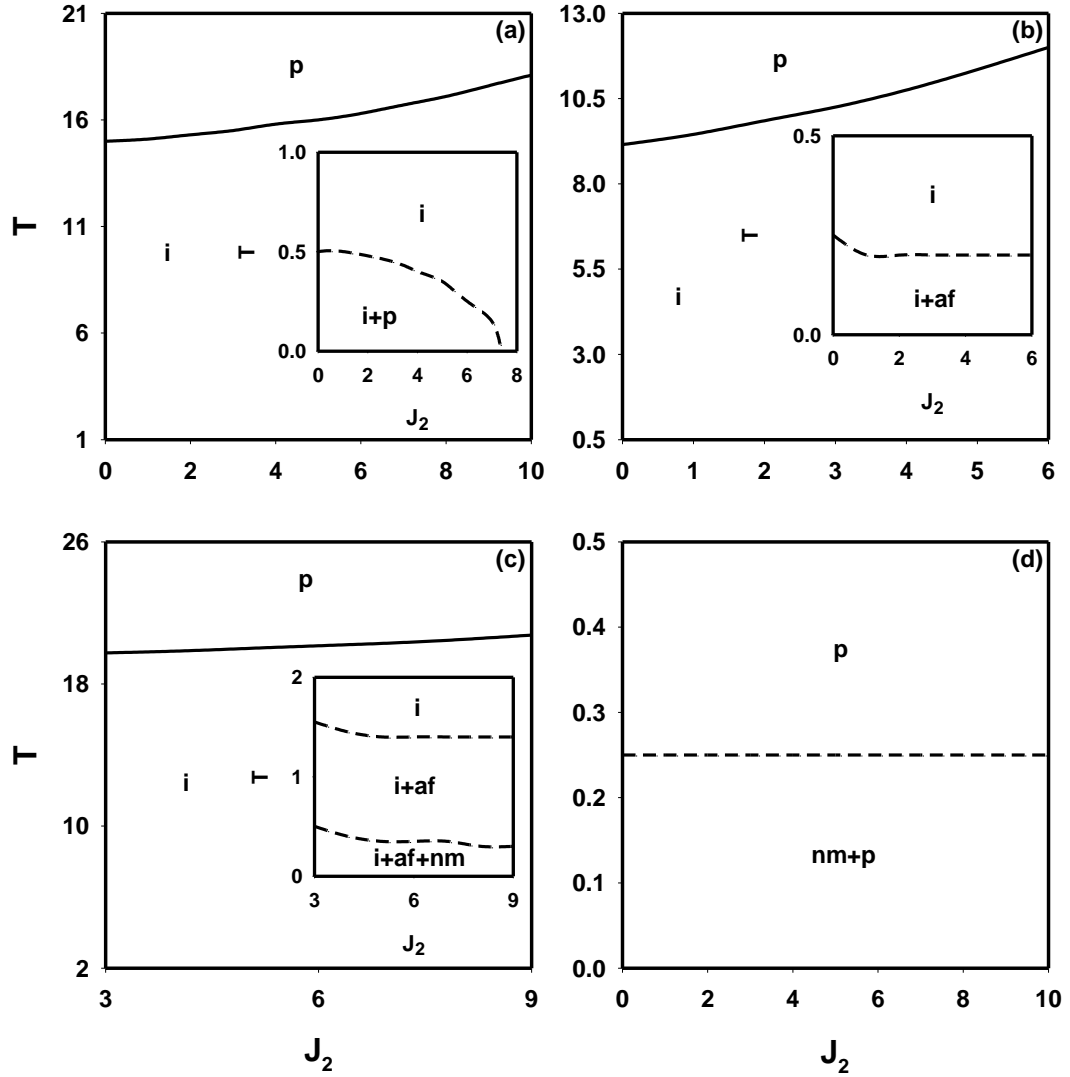 21
(a)
p
16
1.0
i
11
T
i
T
0.5
6
i+p
0.0
0 2 4 6 8
J2
1
0 2 4 6 8 10
13.0
(b)
p
10.5
0.5
8.0
i
T
5.5
i
i+af
0.0
3.0
0 2 4 6
J2
0.5
0 1 2 3 4 5 6
26
(c)
p
18
2
i
T
i
T
1
i+af
10
i+af+nm
0
3 6 9
J2
2
3 6 9
J2
0.5
(d)
0.4
p
0.3
0.2
nm+p
0.1
0.0
0 2 4 6 8 10
J2